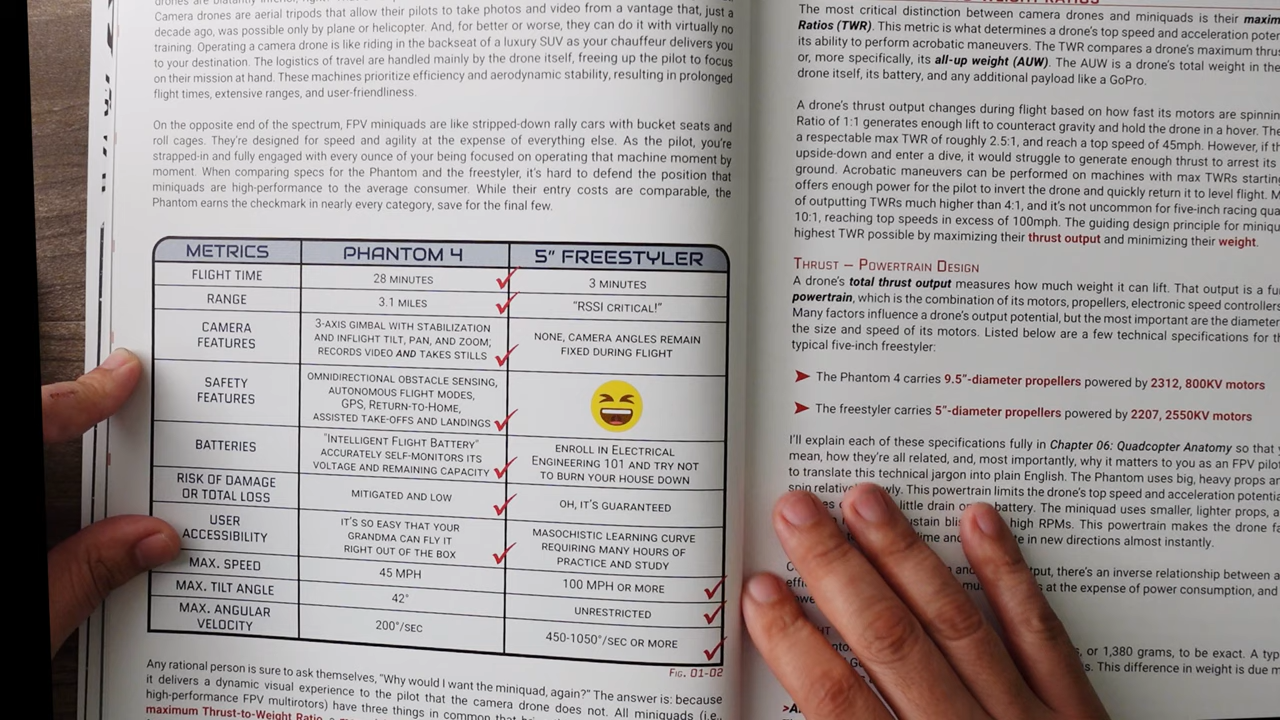 Camera drones are aerial tripods that allow their pilots to take photos and video from a vantage that, just a
decade ago, was possible only by plane or helicopter. And, for better or worse, they can do it with virtually no
training. Operating a camera drone is like riding in the backseat of a luxury SUV as your chauffeur delivers you
to your destination. The logistics of travel are handled mainly by the drone itself, freeing up the pilot to focus
on their mission at hand. These machines prioritize efficiency and aerodynamic stability, resulting in prolonged
flight times, extensive ranges, and user-friendliness.
On the opposite end of the spectrum, FPV miniquads are like stripped-down rally cars with bucket seats and
roll cages. They're designed for speed and agility at the expense of everything else. As the pilot, you're
strapped-in and fully engaged with every ounce of your being focused on operating that machine moment by
moment. When comparing specs for the Phantom and the freestyler, it's hard to defend the position that
miniquads are high-performance to the average consumer. While their entry costs are comparable, the
Phantom earns the checkmark in nearly every category, save for the final few.
METRICS PHANTOM 4 5" FREESTYLER
FLIGHT TIME 28 MINUTES 3 MINUTES
RANGE 3.1 MILES "RSSI CRITICAL!"
CAMERA
FEATURES
3-AXIS GIMBAL WITH STABILIZATION
AND INFLIGHT TILT, PAN, AND ZOOM;
RECORDS VIDEO AND TAKES STILLS
NONE, CAMERA ANGLES REMAIN
FIXED DURING FLIGHT
SAFETY
FEATURES
OMNIDIRECTIONAL OBSTACLE SENSING,
AUTONOMOUS FLIGHT MODES,
GPS, RETURN-TO-HOME,
ASSISTED TAKE-OFFS AND LANDINGS
BATTERIES
"INTELLIGENT FLIGHT BATTERY"
ACCURATELY SELF-MONITORS ITS
VOLTAGE AND REMAINING CAPACITY
ENROLL IN ELECTRICAL
ENGINEERING 101 AND TRY NOT
TO BURN YOUR HOUSE DOWN
RISK OF DAMAGE
OR TOTAL LOSS
MITIGATED AND LOW
OH, IT'S GUARANTEED
USER
ACCESSIBILITY
IT'S SO EASY THAT YOUR
GRANDMA CAN FLY IT
RIGHT OUT OF THE BOX
MASOCHISTIC LEARNING CURVE
REQUIRING MANY HOURS OF
PRACTICE AND STUDY
MAX. SPEED 45 MPH 100 MPH OR MORE
MAX. TILT ANGLE 42° UNRESTRICTED
MAX. ANGULAR
VELOCITY
200°/SEC
450-1050°/SEC OR MORE
FIG. 01-02
Any rational person is sure to ask themselves, "Why would I want the miniquad, again?" The answer is: because
it delivers a dynamic visual experience to the pilot that the camera drone does not. All miniquads (i.e.,
high-performance FPV multirotors) have three things in common that
maximum Thrust-to-Weight Ratio, a
The most critical distinction between camera drones and miniquads is their
Ratios (TWR). This metric is what determines a drone's top speed and acceleration
its ability to perform acrobatic maneuvers. The TWR compares a drone's maximum
or, more specifically, its all-up weight (AUW). The AUW is a drone's total weight in the
drone itself, its battery, and any additional payload like a GoPro.
A drone's thrust output changes during flight based on how fast its motors are
Ratio of 1:1 generates enough lift to counteract gravity and hold the drone in a hover. The
a respectable max TWR of roughly 2.5:1, and reach a top speed of 45mph. However, if
upside-down and enter a dive, it would struggle to generate enough thrust to arrest its
ground. Acrobatic maneuvers can be performed on machines with max TWRs
offers enough power for the pilot to invert the drone and quickly return it to level flight.
of outputting TWRs much higher than 4:1, and it's not uncommon for five-inch racing
10:1, reaching top speeds in excess of 100mph. The guiding design principle for
highest TWR possible by maximizing their thrust output and minimizing their weight.
THRUST – POWERTRAIN DESIGN
A drone's total thrust output measures how much weight it can lift. That output is a
powertrain, which is the combination of its motors, propellers, electronic speed
Many factors influence a drone's output potential, but the most important are the
the size and speed of its motors. Listed below are a few technical specifications for
typical five-inch freestyler:
➤ The Phantom 4 carries 9.5"-diameter propellers powered by 2312, 800KV motors
➤ The freestyler carries 5"-diameter propellers powered by 2207, 2550KV motors
I'll explain each of these specifications fully in Chapter 06: Quadcopter Anatomy so that
mean, how they're all related, and, most importantly, why it matters to you as an FPV
to translate this technical jargon into plain English. The Phantom uses big, heavy props
spin This powertrain limits the drone's top speed and acceleration
little drain battery. The miniquad uses smaller, lighter props,
high RPMs. This powertrain makes the drone
and in new directions almost instantly.
there's an inverse relationship between
at the expense of power consumption, and
or 1,380 grams, to be exact. A
This difference in weight is due